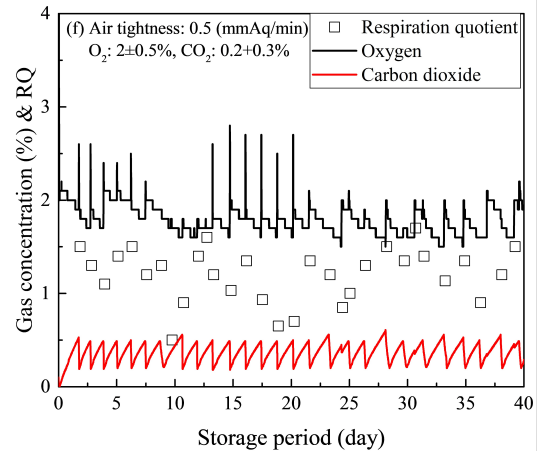 (f) Air tightness: 0.5 (mmAq/min)
O₂: 2±0.5%, CO₂: 0.2+0.3%
Respiration quotient
Oxygen
Carbon dioxide
Gas concentration (%) & RQ
4
3
2
1
0
0 5 10 15 20 25 30 35 40
Storage period (day)